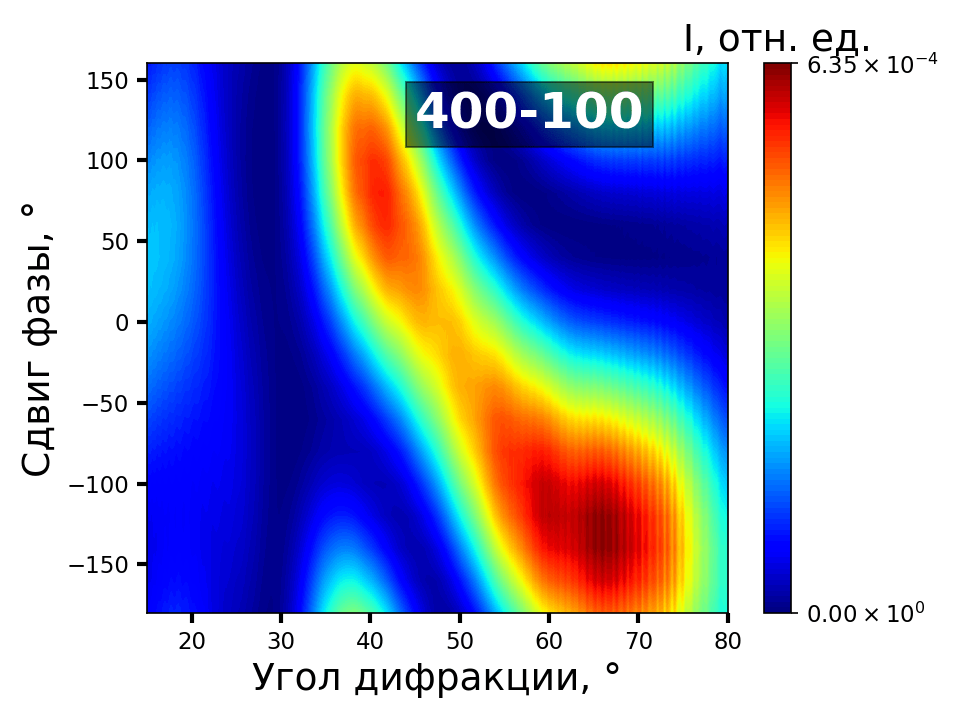 I, отн. ед.
6.35 × 10⁻⁴
400-100
150
100
50
0
−50
−100
−150
Сдвиг фазы, °
0.00 × 10⁰
20 30 40 50 60 70 80
Угол дифракции, °